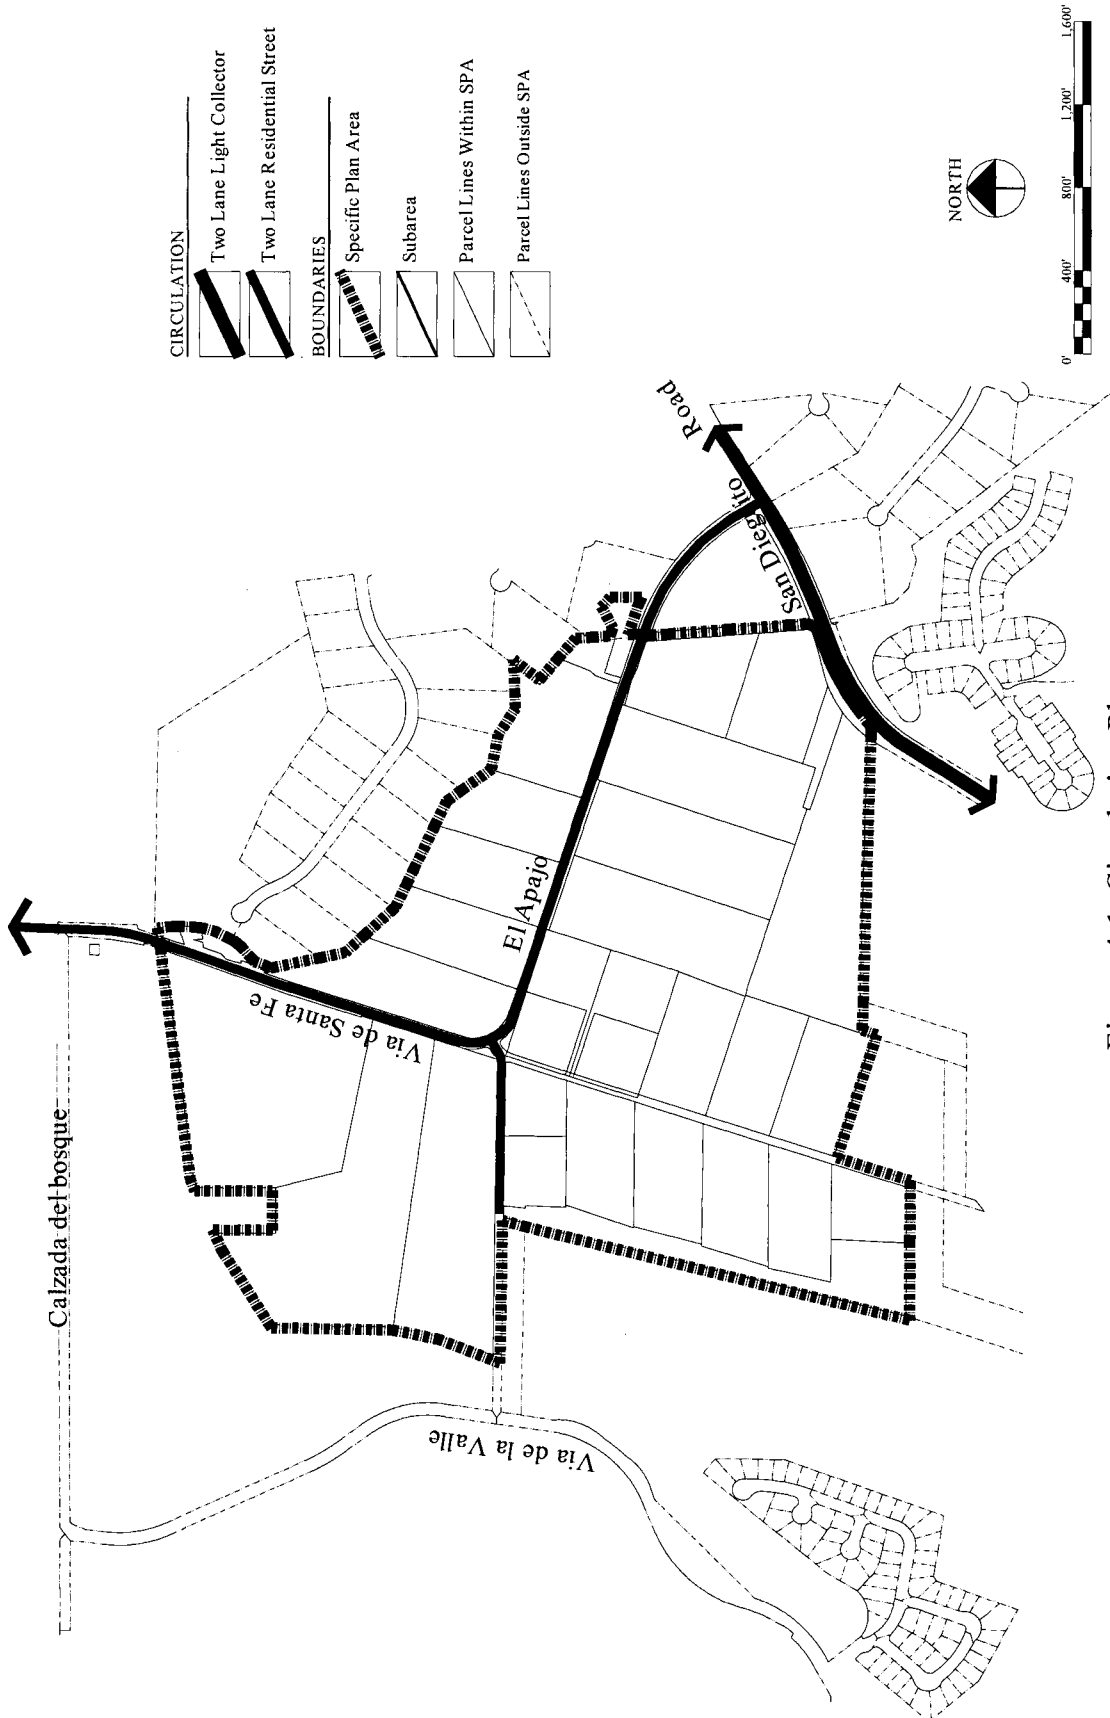 CIRCULATION
Two Lane Light Collector
Two Lane Residential Street
BOUNDARIES
Specific Plan Area
Subarea
Parcel Lines Within SPA
Parcel Lines Outside SPA
NORTH
0' 400' 800' 1,200' 1,600'
Calzada del bosque
Via de Santa Fe
El Apajo
San Dieguito Road
Via de la Valle